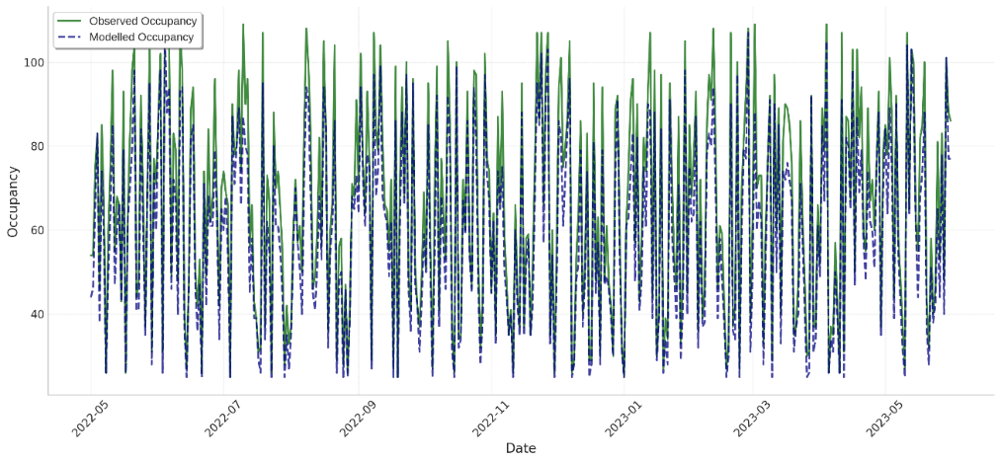 Observed Occupancy
Modelled Occupancy
100
80
60
40
Occupancy
2022-05
2022-07
2022-09
2022-11
2023-01
2023-03
2023-05
Date